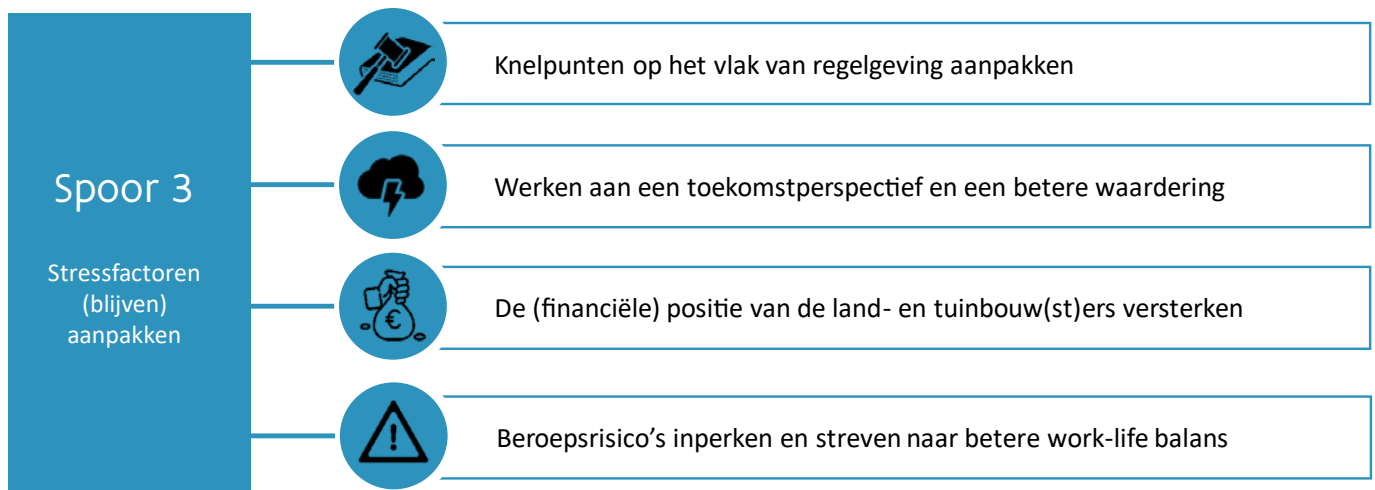 Spoor 3
Stressfactoren
(blijven)
aanpakken
Knelpunten op het vlak van regelgeving aanpakken
Werken aan een toekomstperspectief en een betere waardering
De (financiële) positie van de land- en tuinbouw(st)ers versterken
€
Beroepsrisico's inperken en streven naar betere work-life balans
!